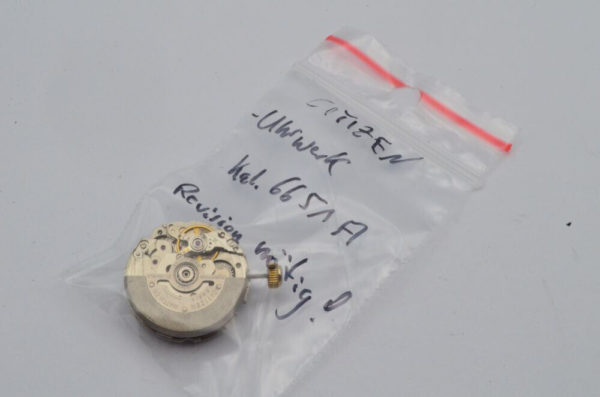 CITIZEN
-Uhrwerk
Kal. 6651A
Revision nötig!